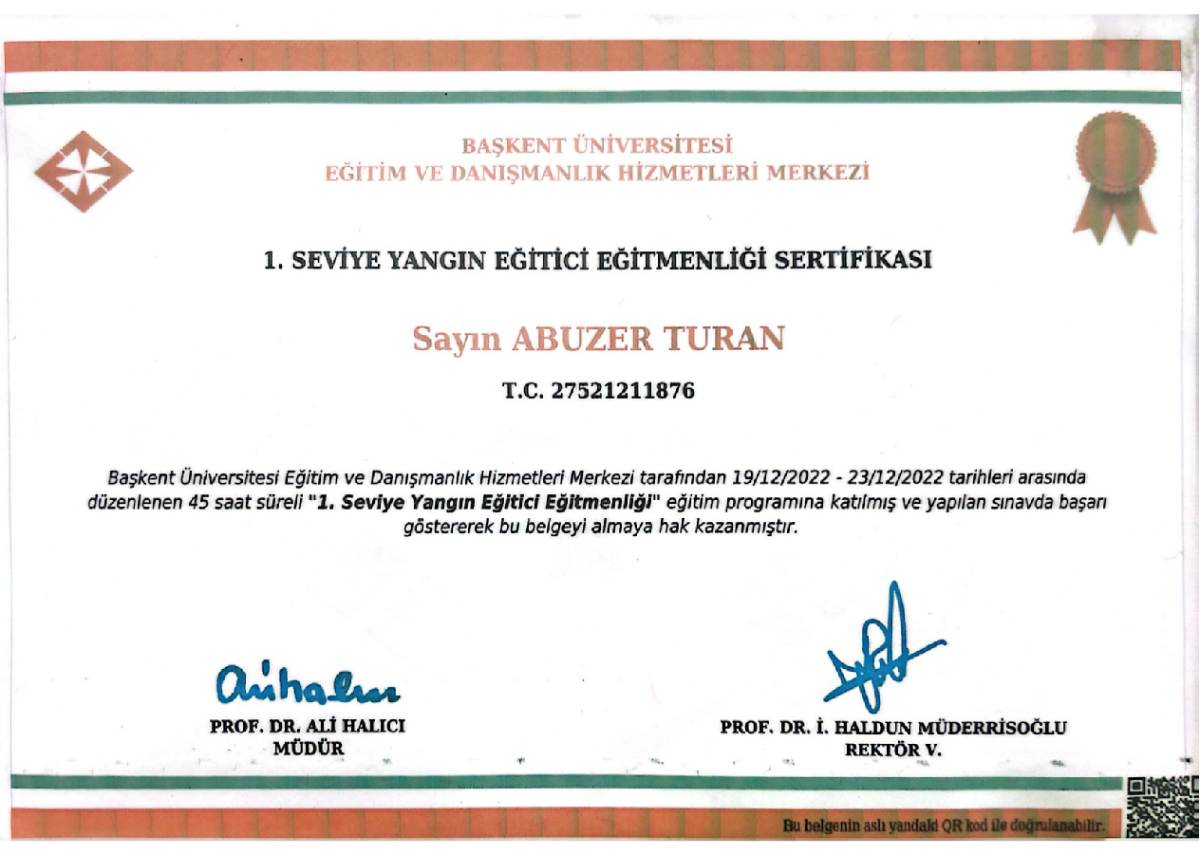 BAŞKENT ÜNİVERSİTESİ
EĞİTİM VE DANIŞMANLIK HİZMETLERİ MERKEZİ
1. SEVİYE YANGIN EĞİTİCİ EĞİTMENLİĞİ SERTİFİKASI
Sayın ABUZER TURAN
T.C. 27521211876
Başkent Üniversitesi Eğitim ve Danışmanlık Hizmetleri Merkezi tarafından 19/12/2022 - 23/12/2022 tarihleri arasında
düzenlenen 45 saat süreli "1. Seviye Yangın Eğitici Eğitmenliği" eğitim programına katılmış ve yapılan sınavda başarı
göstererek bu belgeyi almaya hak kazanmıştır.
PROF. DR. ALİ HALICI
MÜDÜR
PROF. DR. İ. HALDUN MÜDERRİSOĞLU
REKTÖR V.
Bu belgenin aslı yandaki QR kod ile doğrulanabilir.